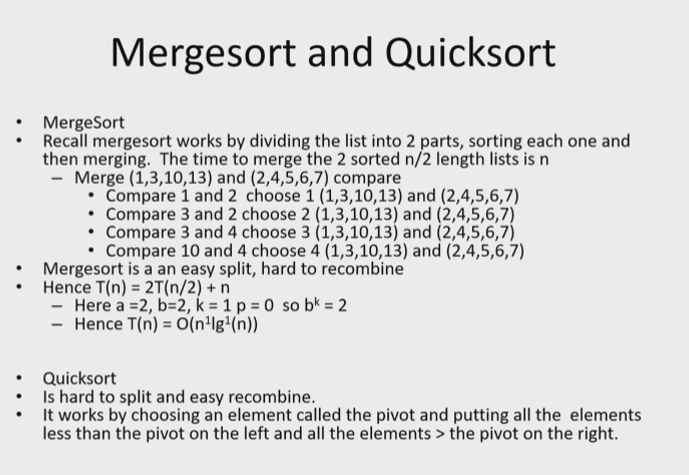 Mergesort and Quicksort
• MergeSort
• Recall mergesort works by dividing the list into 2 parts, sorting each one and
then merging. The time to merge the 2 sorted n/2 length lists is n
– Merge (1,3,10,13) and (2,4,5,6,7) compare
• Compare 1 and 2 choose 1 (1,3,10,13) and (2,4,5,6,7)
• Compare 3 and 2 choose 2 (1,3,10,13) and (2,4,5,6,7)
• Compare 3 and 4 choose 3 (1,3,10,13) and (2,4,5,6,7)
• Compare 10 and 4 choose 4 (1,3,10,13) and (2,4,5,6,7)
• Mergesort is a an easy split, hard to recombine
• Hence T(n) = 2T(n/2) + n
– Here a =2, b=2, k = 1 p = 0 so bᵏ = 2
– Hence T(n) = O(n¹lg¹(n))
• Quicksort
• Is hard to split and easy recombine.
• It works by choosing an element called the pivot and putting all the elements
less than the pivot on the left and all the elements > the pivot on the right.